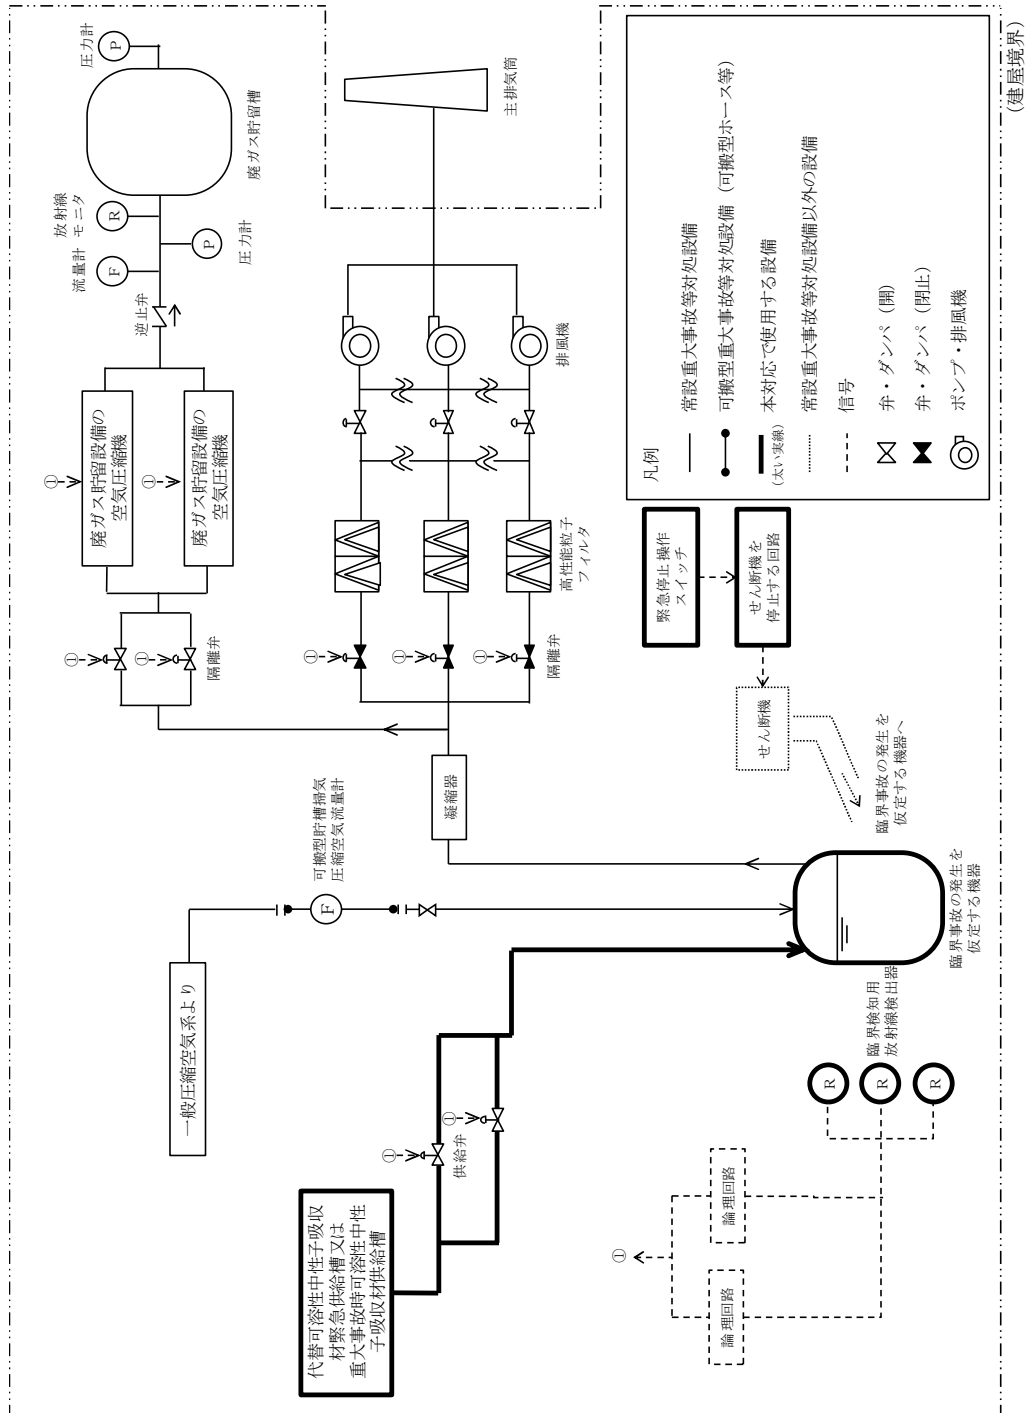 代替可溶性中性子吸収
材緊急供給槽又は
重大事故時可溶性中性
子吸収材供給槽
①
供給弁
①
一般圧縮空気系より
F
可搬型貯槽掃気
圧縮空気流量計
凝縮器
①
①
隔離弁
廃ガス貯留設備の
空気圧縮機
①
廃ガス貯留設備の
空気圧縮機
①
逆止弁
流量計
F
放射線
モニタ
R
P
圧力計
廃ガス貯留槽
圧力計
P
①
①
①
隔離弁
高性能粒子
フィルタ
排風機
主排気筒
①
論理回路
論理回路
R
R
R
臨界検知用
放射線検出器
臨界事故の発生を
仮定する機器
緊急停止操作
スイッチ
せん断機を
停止する回路
せん断機
臨界事故の発生を
仮定する機器へ
凡例
常設重大事故等対処設備
可搬型重大事故等対処設備（可搬型ホース等）
(太い実線)
本対応で使用する設備
常設重大事故等対処設備以外の設備
信号
弁・ダンパ（開）
弁・ダンパ（閉止）
ポンプ・排風機
(建屋境界)